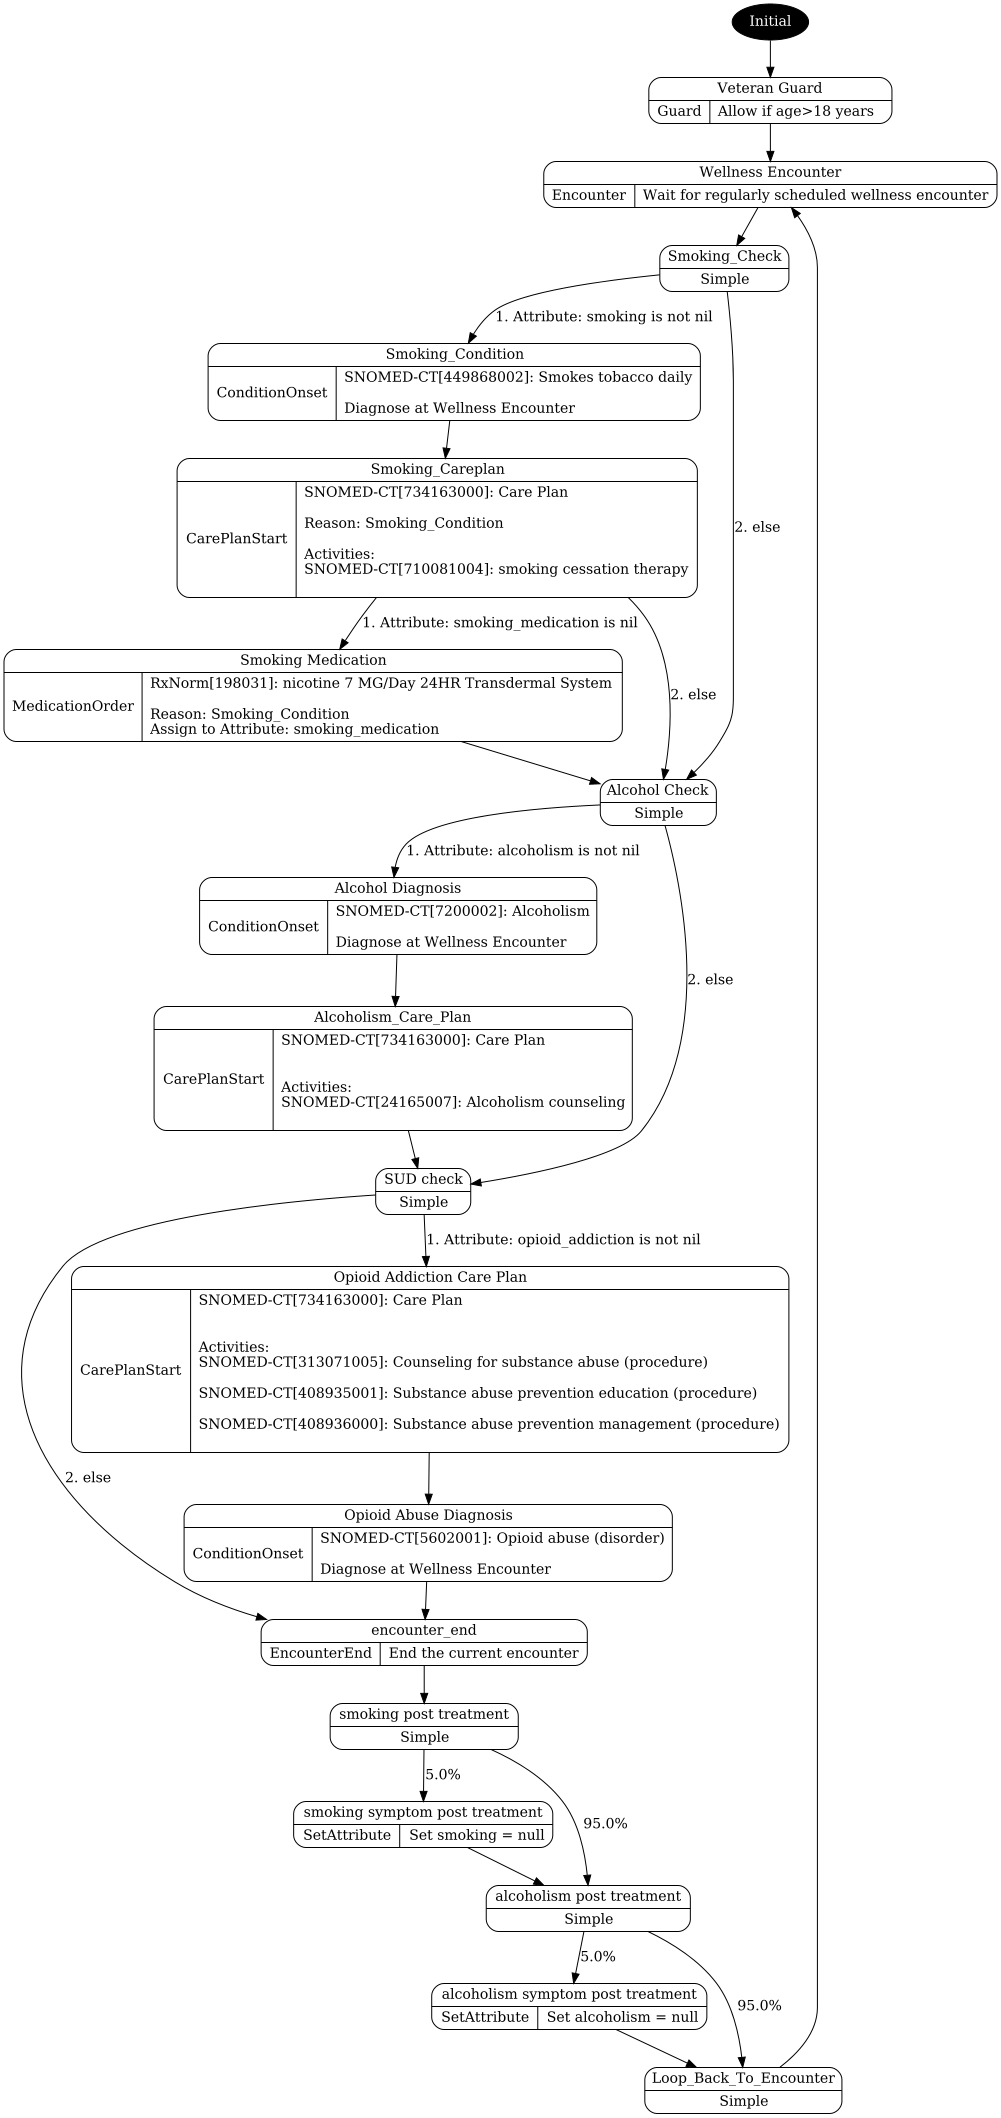 Initial
Veteran Guard
Guard
Allow if age>18 years
Wellness Encounter
Encounter
Wait for regularly scheduled wellness encounter
Smoking_Check
Simple
1. Attribute: smoking is not nil
Smoking_Condition
ConditionOnset
SNOMED-CT[449868002]: Smokes tobacco daily
Diagnose at Wellness Encounter
Smoking_Careplan
CarePlanStart
SNOMED-CT[734163000]: Care Plan
Reason: Smoking_Condition
Activities:
SNOMED-CT[710081004]: smoking cessation therapy
2. else
1. Attribute: smoking_medication is nil
Smoking Medication
MedicationOrder
RxNorm[198031]: nicotine 7 MG/Day 24HR Transdermal System
Reason: Smoking_Condition
Assign to Attribute: smoking_medication
2. else
Alcohol Check
Simple
1. Attribute: alcoholism is not nil
Alcohol Diagnosis
ConditionOnset
SNOMED-CT[7200002]: Alcoholism
Diagnose at Wellness Encounter
2. else
Alcoholism_Care_Plan
CarePlanStart
SNOMED-CT[734163000]: Care Plan
Activities:
SNOMED-CT[24165007]: Alcoholism counseling
SUD check
Simple
1. Attribute: opioid_addiction is not nil
Opioid Addiction Care Plan
CarePlanStart
SNOMED-CT[734163000]: Care Plan
Activities:
SNOMED-CT[313071005]: Counseling for substance abuse (procedure)
SNOMED-CT[408935001]: Substance abuse prevention education (procedure)
SNOMED-CT[408936000]: Substance abuse prevention management (procedure)
2. else
Opioid Abuse Diagnosis
ConditionOnset
SNOMED-CT[5602001]: Opioid abuse (disorder)
Diagnose at Wellness Encounter
encounter_end
EncounterEnd
End the current encounter
smoking post treatment
Simple
5.0%
smoking symptom post treatment
SetAttribute
Set smoking = null
95.0%
alcoholism post treatment
Simple
5.0%
alcoholism symptom post treatment
SetAttribute
Set alcoholism = null
95.0%
Loop_Back_To_Encounter
Simple